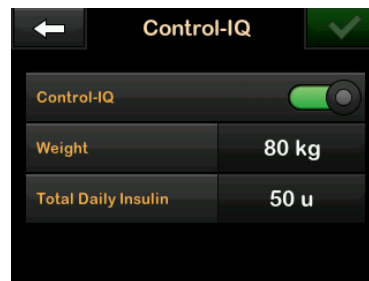 Control-IQ
Control-IQ
Weight 80 kg
Total Daily Insulin 50 u